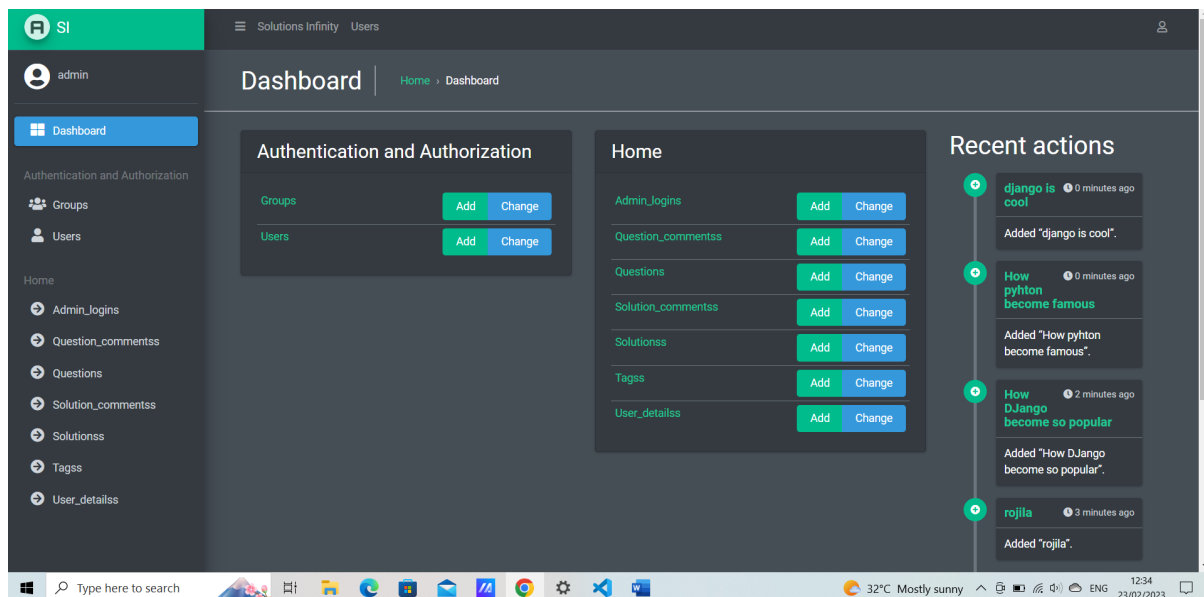 SI
Solutions Infinity Users
admin
Dashboard
Home › Dashboard
Dashboard
Authentication and Authorization
Groups
Users
Home
Admin_logins
Question_commentss
Questions
Solution_commentss
Solutionss
Tagss
User_detailss
Authentication and Authorization
Groups Add Change
Users Add Change
Home
Admin_logins Add Change
Question_commentss Add Change
Questions Add Change
Solution_commentss Add Change
Solutionss Add Change
Tagss Add Change
User_detailss Add Change
Recent actions
django is 0 minutes ago
cool
Added “django is cool”.
How 0 minutes ago
pyhton
become famous
Added “How pyhton
become famous”.
How 2 minutes ago
DJango
become so popular
Added “How DJango
become so popular”.
rojila 3 minutes ago
Added “rojila”.
Type here to search
32°C Mostly sunny
ENG
12:34
23/02/2023